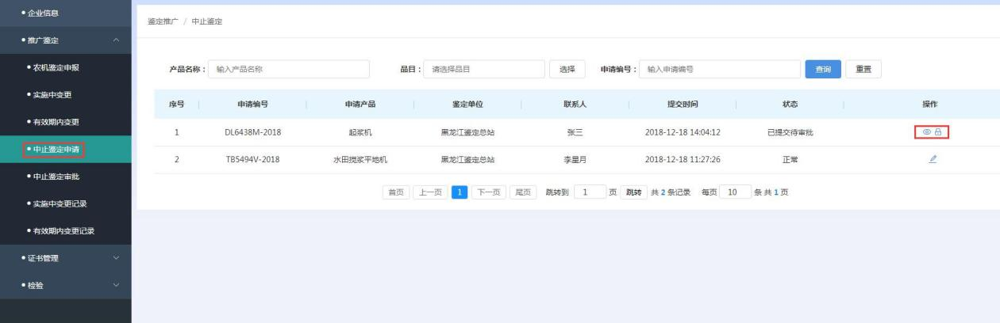 企业信息
推广鉴定
农机鉴定申报
实施中变更
有效期内变更
中止鉴定申请
中止鉴定审批
实施中变更记录
有效期内变更记录
证书管理
检验
鉴定推广 / 中止鉴定
产品名称： 输入产品名称 品目： 请选择品目 选择 申请编号： 输入申请编号 查询 重置
序号 申请编号 申请产品 鉴定单位 联系人 提交时间 状态 操作
1 DL6438M-2018 起浆机 黑龙江鉴定总站 张三 2018-12-18 14:04:12 已提交待审批
2 TB5494V-2018 水田搅浆平地机 黑龙江鉴定总站 李星月 2018-12-18 11:27:26 正常
首页 上一页 1 下一页 尾页 跳转到 1 页 跳转 共 2 条记录 每页 10 条 共 1 页